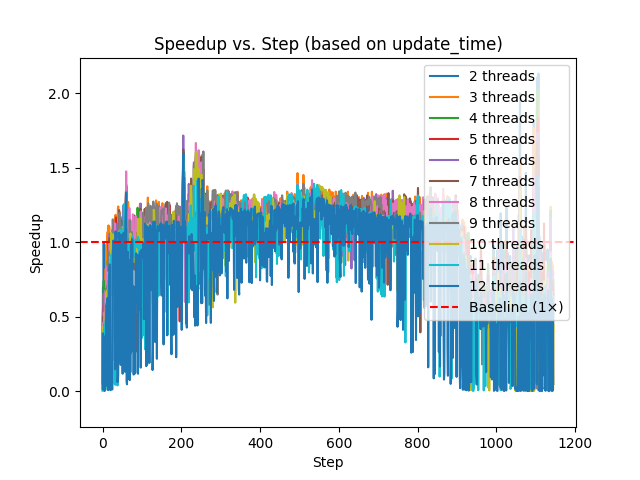 Speedup vs. Step (based on update_time)
2 threads
3 threads
4 threads
5 threads
6 threads
7 threads
8 threads
9 threads
10 threads
11 threads
12 threads
Baseline (1×)
2.0
1.5
1.0
0.5
0.0
Speedup
0
200
400
600
800
1000
1200
Step